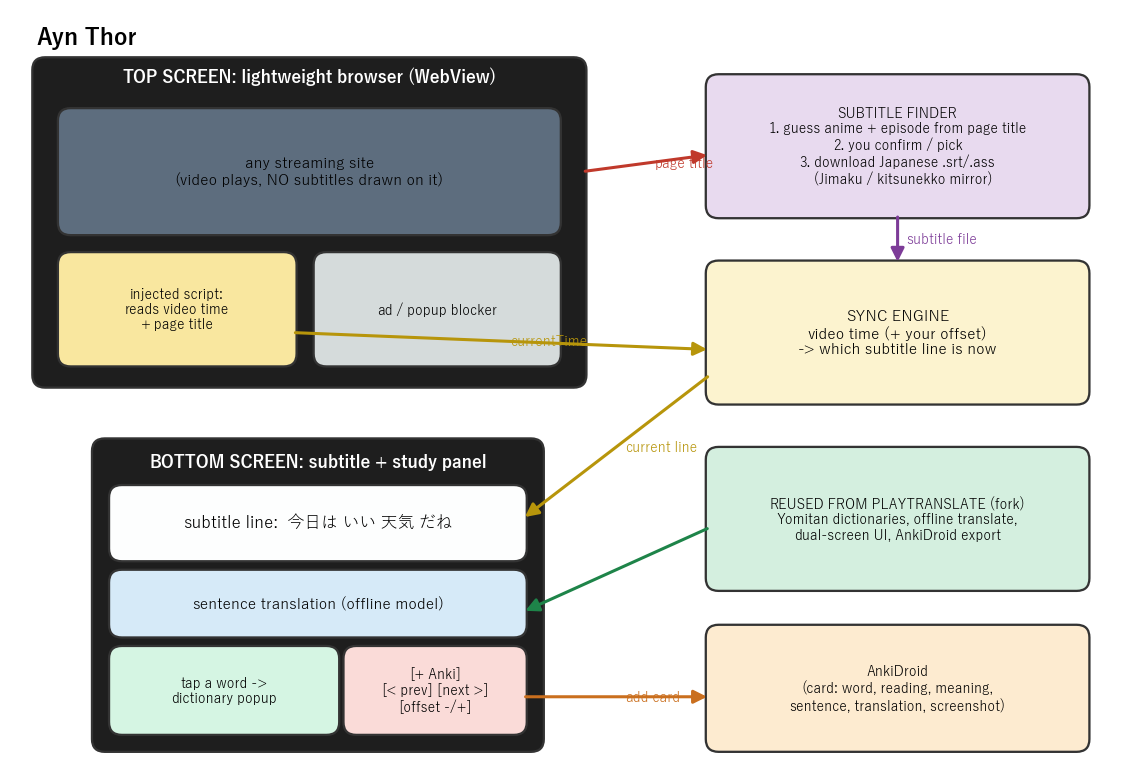 Ayn Thor
TOP SCREEN: lightweight browser (WebView)
any streaming site
(video plays, NO subtitles drawn on it)
injected script:
reads video time
+ page title
ad / popup blocker
page title
SUBTITLE FINDER
1. guess anime + episode from page title
2. you confirm / pick
3. download Japanese .srt/.ass
(Jimaku / kitsunekko mirror)
subtitle file
currentTime
SYNC ENGINE
video time (+ your offset)
-> which subtitle line is now
current line
BOTTOM SCREEN: subtitle + study panel
subtitle line: 今日は いい 天気 だね
sentence translation (offline model)
tap a word ->
dictionary popup
[+ Anki]
[< prev] [next >]
[offset -/+]
REUSED FROM PLAYTRANSLATE (fork)
Yomitan dictionaries, offline translate,
dual-screen UI, AnkiDroid export
add card
AnkiDroid
(card: word, reading, meaning,
sentence, translation, screenshot)